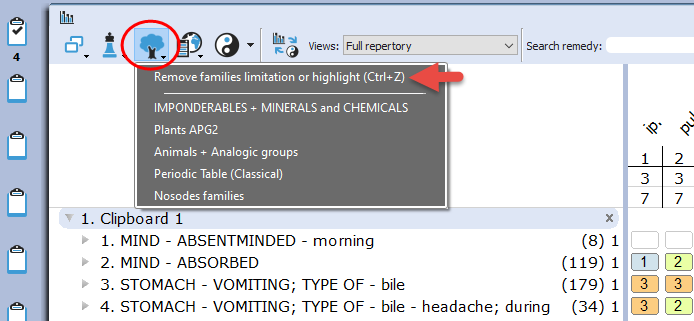 4
Views: Full repertory Search remedy:
Remove families limitation or highlight (Ctrl+Z)
IMPONDERABLES + MINERALS and CHEMICALS
Plants APG2
Animals + Analogic groups
Periodic Table (Classical)
Nosodes families
ip.
1 2
3 3
7 7
1. Clipboard 1 x
1. MIND - ABSENTMINDED - morning (8) 1
2. MIND - ABSORBED (119) 1 1 2
3. STOMACH - VOMITING; TYPE OF - bile (179) 1 3 3
4. STOMACH - VOMITING; TYPE OF - bile - headache; during (34) 1 3 2